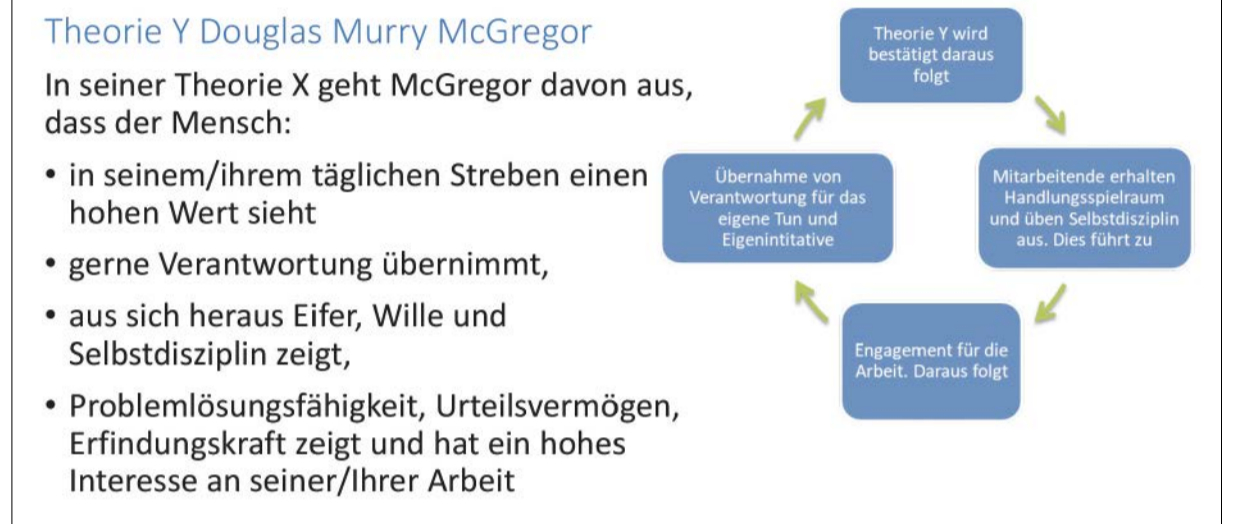 Theorie Y Douglas Murry McGregor
In seiner Theorie X geht McGregor davon aus,
dass der Mensch:
• in seinem/ihrem täglichen Streben einen
hohen Wert sieht
• gerne Verantwortung übernimmt,
• aus sich heraus Eifer, Wille und
Selbstdisziplin zeigt,
• Problemlösungsfähigkeit, Urteilsvermögen,
Erfindungskraft zeigt und hat ein hohes
Interesse an seiner/Ihrer Arbeit
Theorie Y wird
bestätigt daraus
folgt
Mitarbeitende erhalten
Handlungsspielraum
und üben Selbstdisziplin
aus. Dies führt zu
Engagement für die
Arbeit. Daraus folgt
Übernahme von
Verantwortung für das
eigene Tun und
Eigenintitative